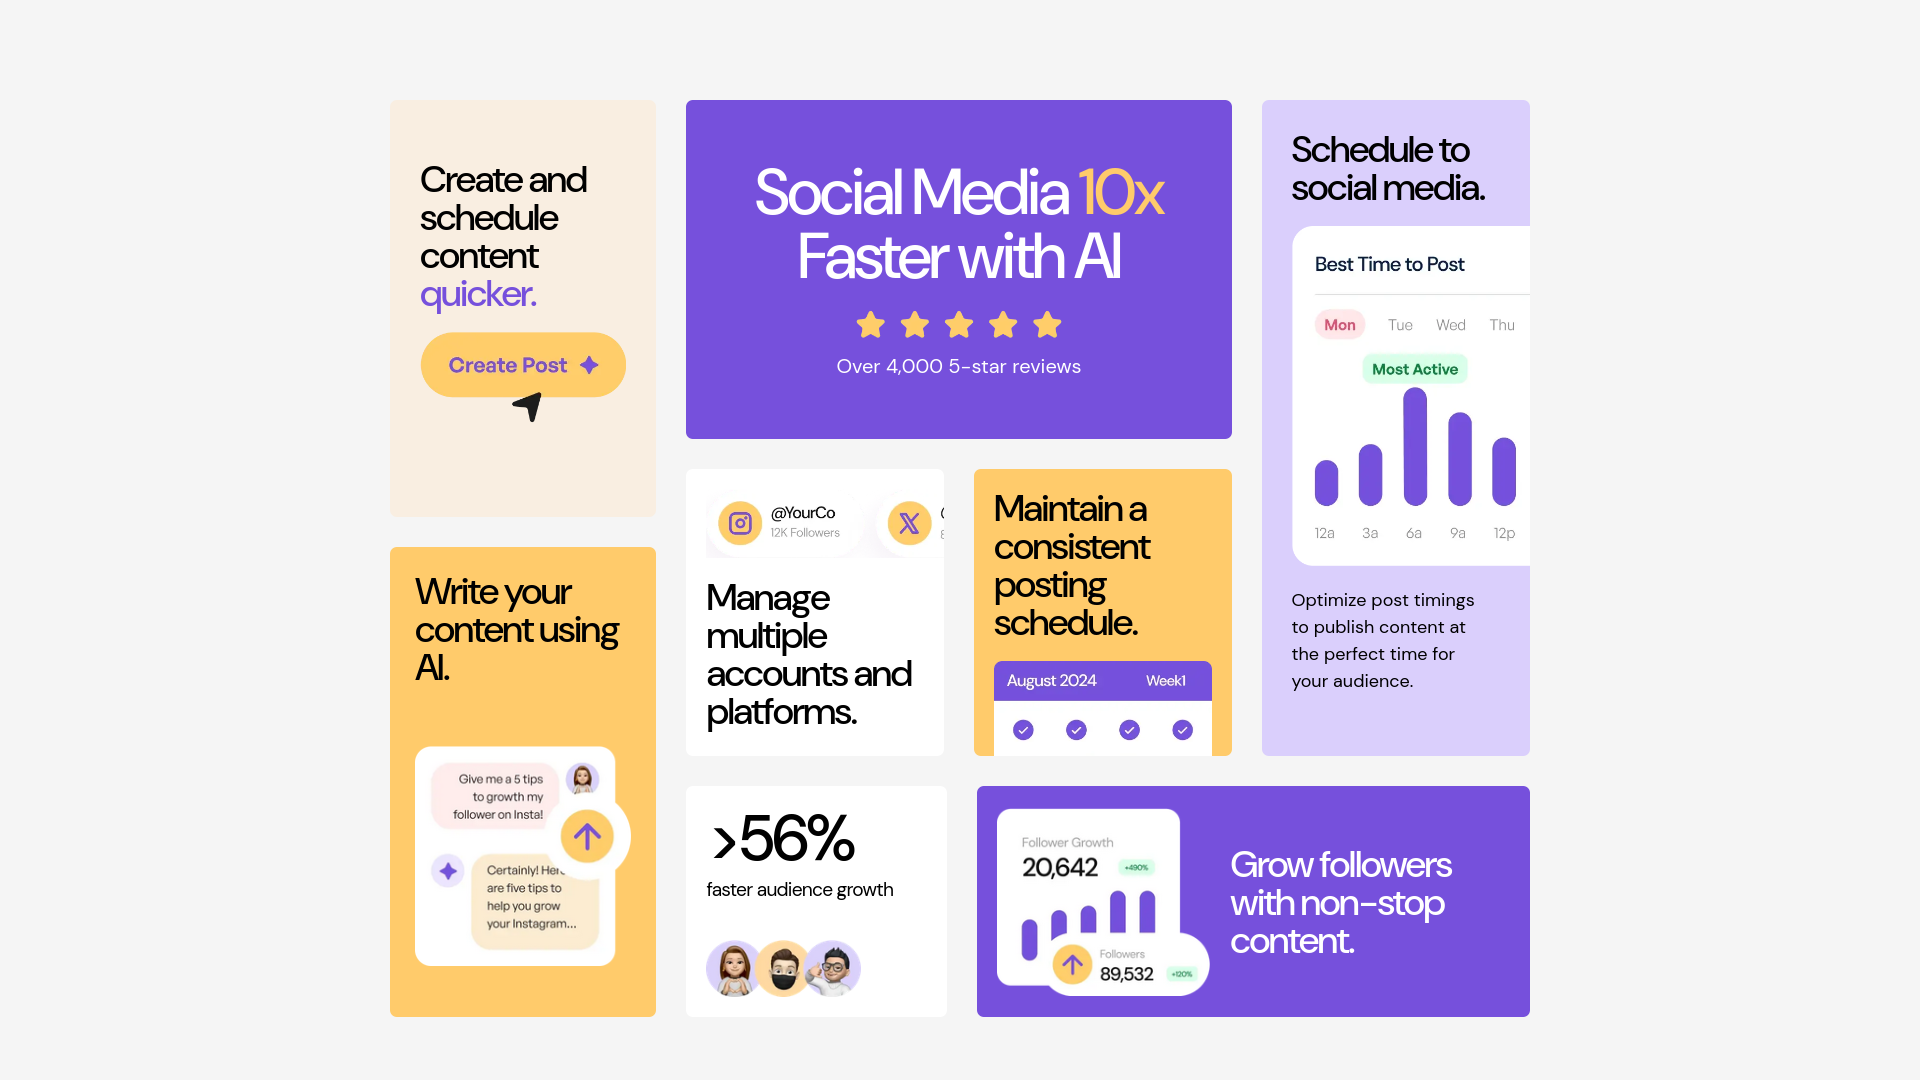 Create and
schedule
content
quicker.
Create Post
Write your
content using
AI.
Give me a 5 tips
to growth my
follower on Insta!
Certainly! Here
are five tips to
help you grow
your Instagram...
Social Media 10x
Faster with AI
Over 4,000 5-star reviews
@YourCo
12K Followers
Manage
multiple
accounts and
platforms.
Maintain a
consistent
posting
schedule.
August 2024 Week1
Schedule to
social media.
Best Time to Post
Mon Tue Wed Thu
Most Active
12a 3a 6a 9a 12p
Optimize post timings
to publish content at
the perfect time for
your audience.
>56%
faster audience growth
Follower Growth
20,642 +490%
Followers
89,532 +120%
Grow followers
with non-stop
content.